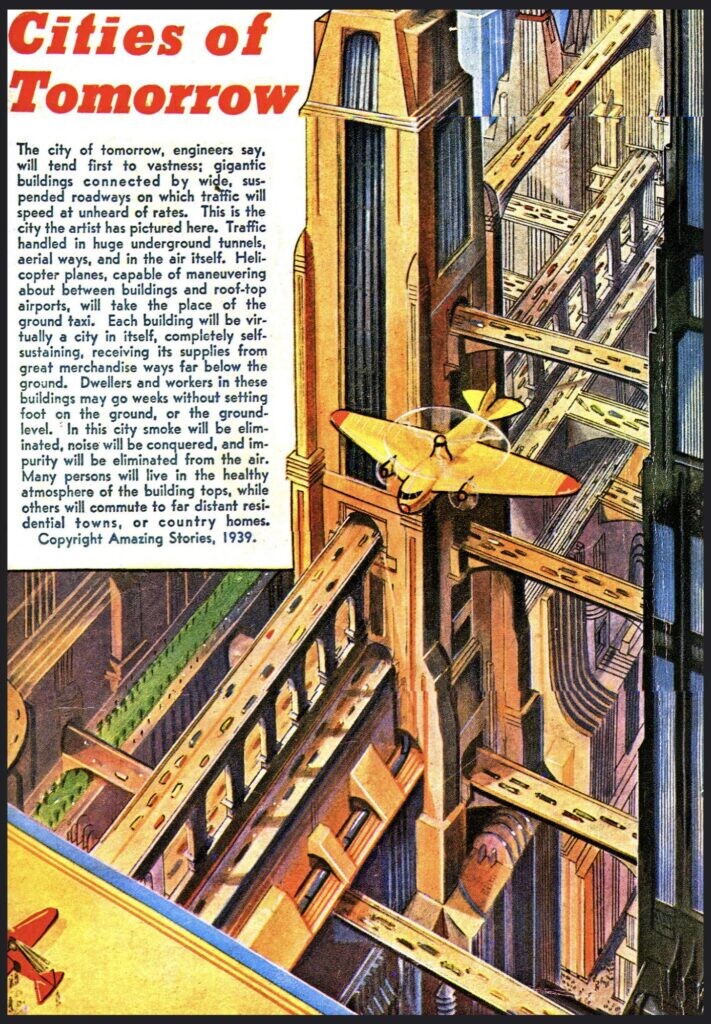 Cities of
Tomorrow
The city of tomorrow, engineers say,
will tend first to vastness; gigantic
buildings connected by wide, sus-
pended roadways on which traffic will
speed at unheard of rates. This is the
city the artist has pictured here. Traffic
handled in huge underground tunnels,
aerial ways, and in the air itself. Heli-
copter planes, capable of maneuvering
about between buildings and roof-top
airports, will take the place of the
ground taxi. Each building will be vir-
tually a city in itself, completely self-
sustaining, receiving its supplies from
great merchandise ways far below the
ground. Dwellers and workers in these
buildings may go weeks without setting
foot on the ground, or the ground-
level. In this city smoke will be elim-
inated, noise will be conquered, and im-
purity will be eliminated from the air.
Many persons will live in the healthy
atmosphere of the building tops, while
others will commute to far distant resi-
dential towns, or country homes.
Copyright Amazing Stories, 1939.